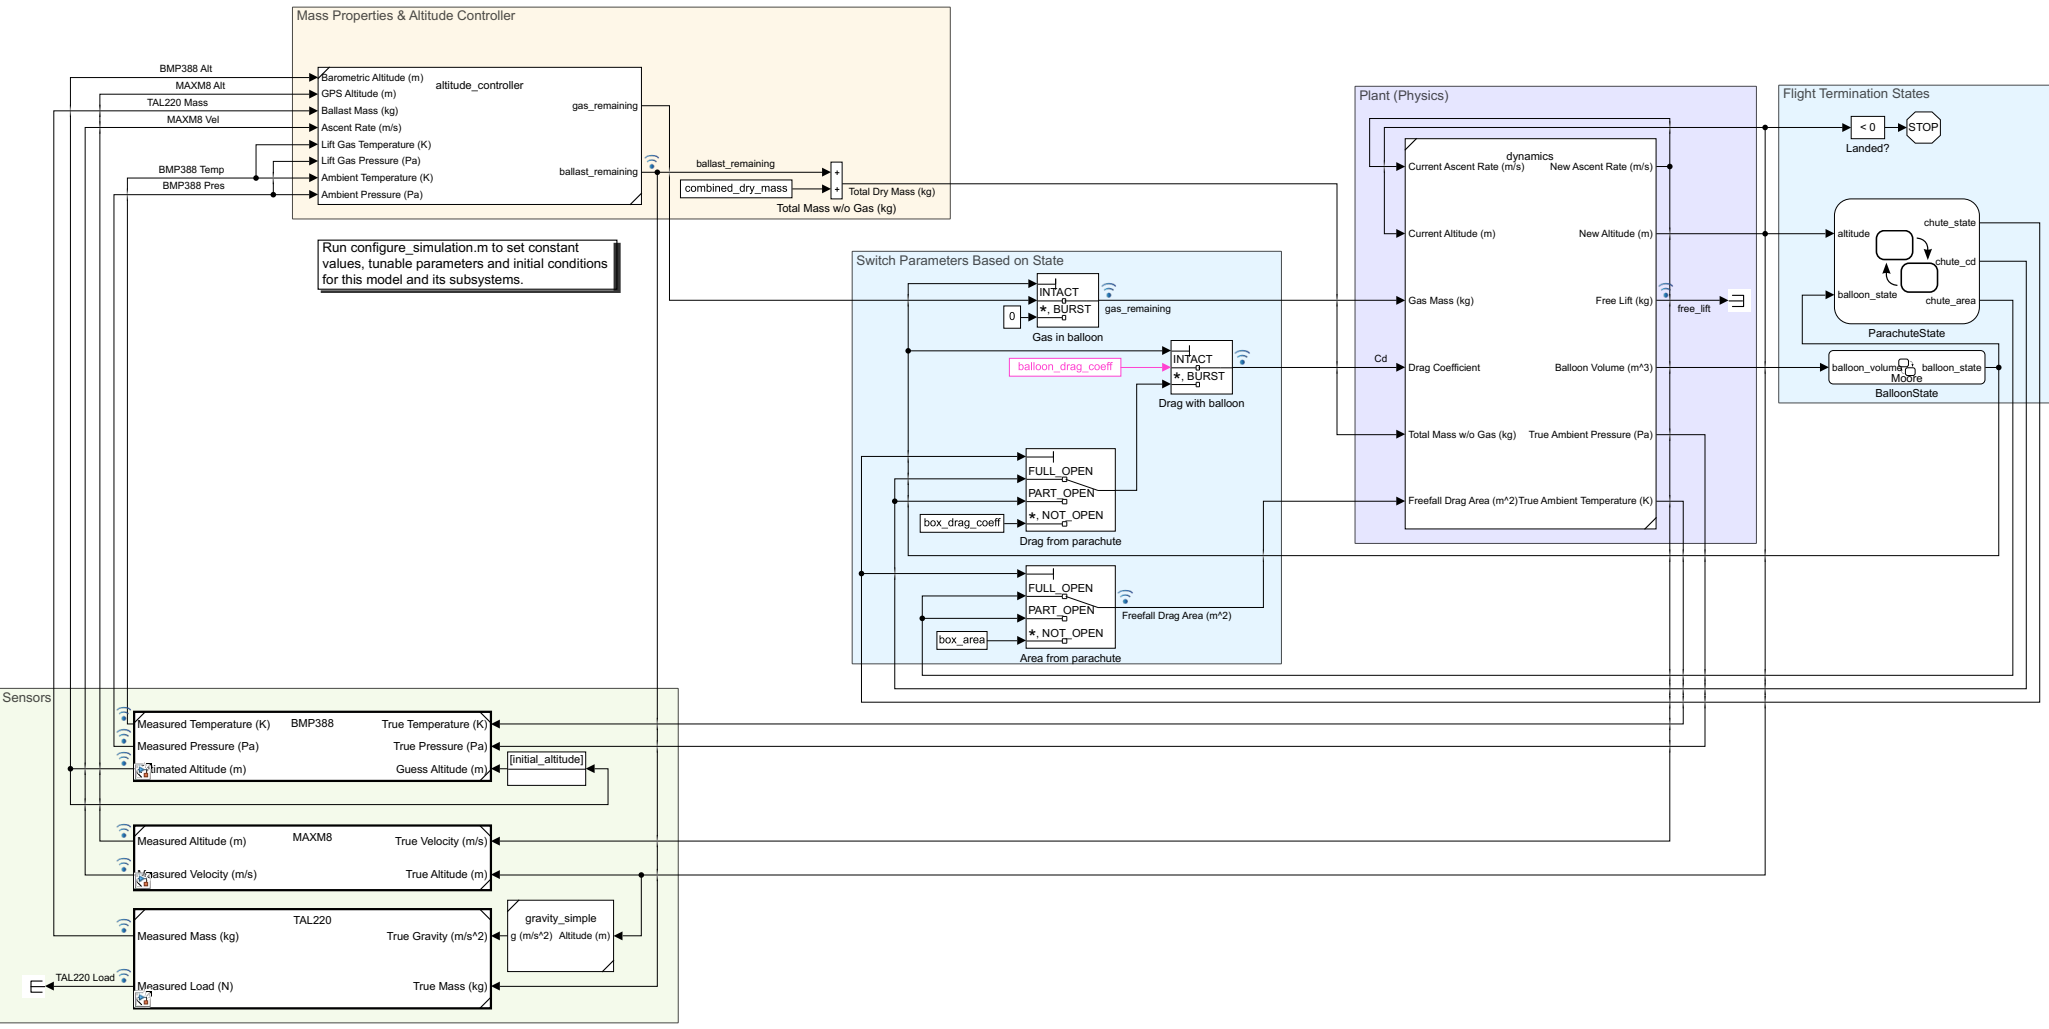 Mass Properties & Altitude Controller
BMP388 Alt
MAXM8 Alt
TAL220 Mass
MAXM8 Vel
BMP388 Temp
BMP388 Pres
altitude_controller
Barometric Altitude (m)
GPS Altitude (m)
Ballast Mass (kg)
Ascent Rate (m/s)
Lift Gas Temperature (K)
Lift Gas Pressure (Pa)
Ambient Temperature (K)
Ambient Pressure (Pa)
gas_remaining
ballast_remaining
ballast_remaining
combined_dry_mass
+
+
Total Dry Mass (kg)
Total Mass w/o Gas (kg)
Run configure_simulation.m to set constant
values, tunable parameters and initial conditions
for this model and its subsystems.
Switch Parameters Based on State
INTACT
*, BURST
0
gas_remaining
Gas in balloon
balloon_drag_coeff
INTACT
*, BURST
Drag with balloon
FULL_OPEN
PART_OPEN
*, NOT_OPEN
box_drag_coeff
Drag from parachute
FULL_OPEN
PART_OPEN
*, NOT_OPEN
box_area
Freefall Drag Area (m^2)
Area from parachute
Plant (Physics)
dynamics
Current Ascent Rate (m/s)
New Ascent Rate (m/s)
Current Altitude (m)
New Altitude (m)
Gas Mass (kg)
Free Lift (kg)
free_lift
Cd
Drag Coefficient
Balloon Volume (m^3)
Total Mass w/o Gas (kg)
True Ambient Pressure (Pa)
Freefall Drag Area (m^2)
True Ambient Temperature (K)
Flight Termination States
< 0
STOP
Landed?
altitude
balloon_state
chute_state
chute_cd
chute_area
ParachuteState
balloon_volume
Moore
balloon_state
BalloonState
Sensors
BMP388
Measured Temperature (K)
True Temperature (K)
Measured Pressure (Pa)
True Pressure (Pa)
timated Altitude (m)
Guess Altitude (m)
[initial_altitude]
MAXM8
Measured Altitude (m)
True Velocity (m/s)
Measured Velocity (m/s)
True Altitude (m)
TAL220
Measured Mass (kg)
True Gravity (m/s^2)
gravity_simple
g (m/s^2)
Altitude (m)
TAL220 Load
Measured Load (N)
True Mass (kg)